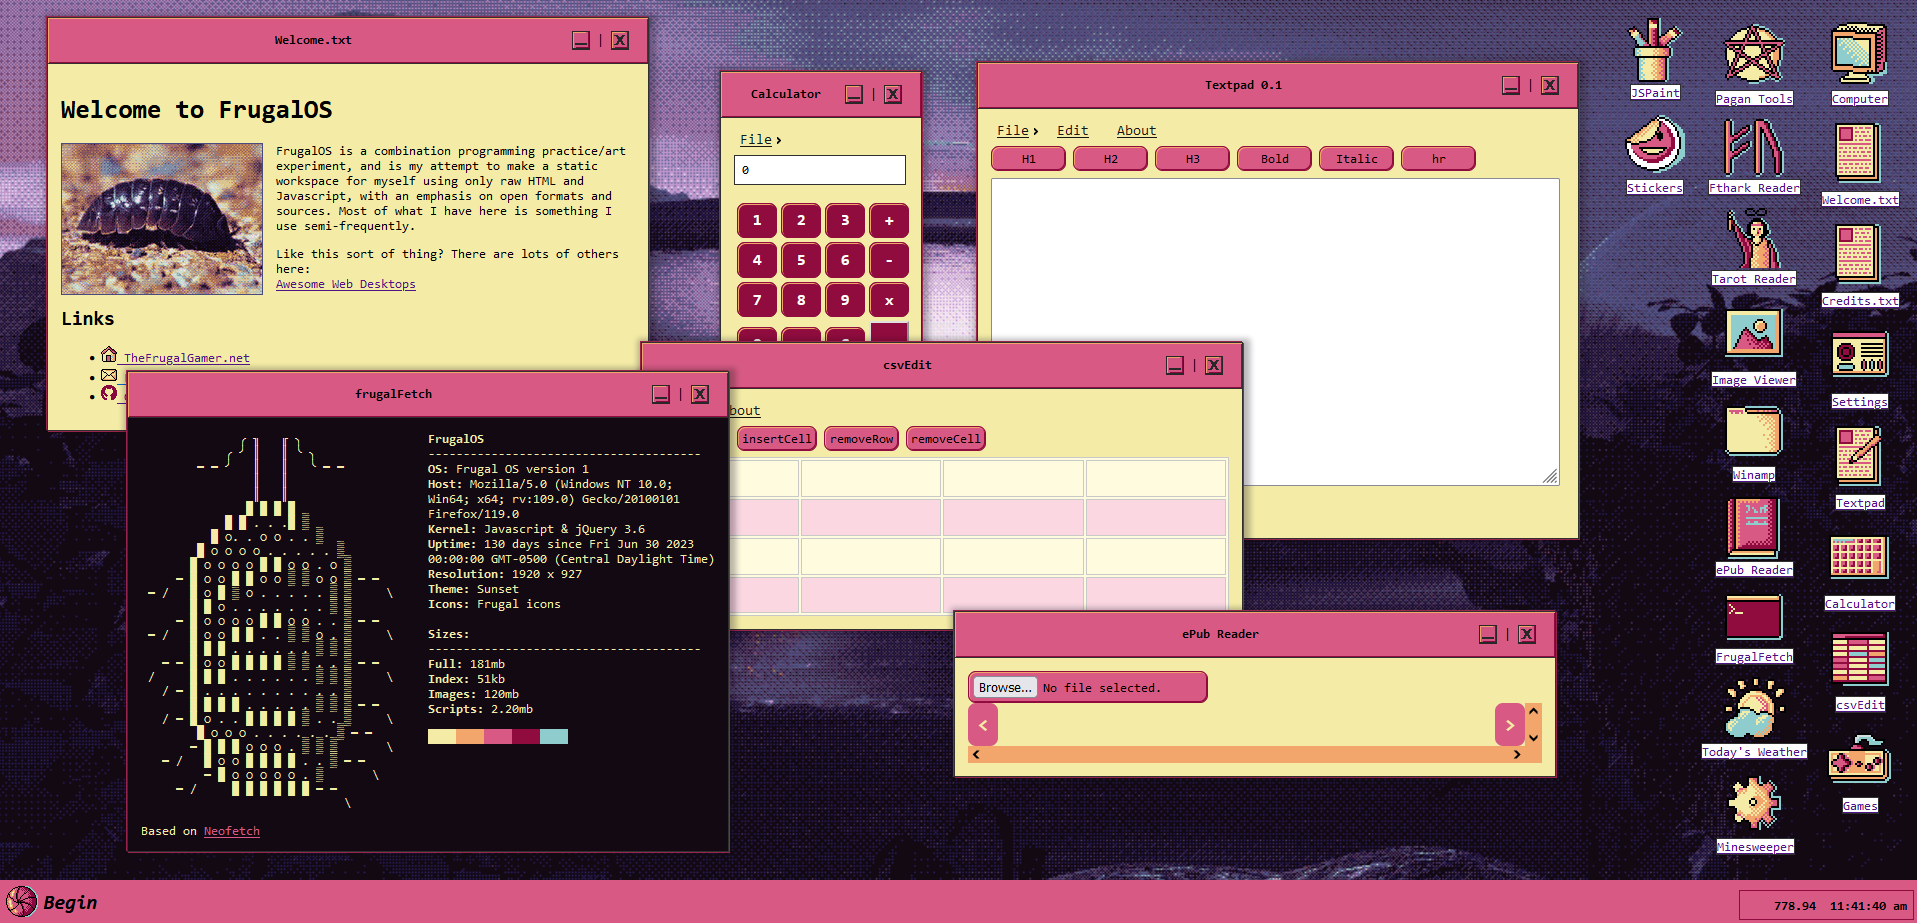 Welcome.txt
Welcome to FrugalOS
FrugalOS is a combination programming practice/art
experiment, and is my attempt to make a static
workspace for myself using only raw HTML and
Javascript, with an emphasis on open formats and
sources. Most of what I have here is something I
use semi-frequently.
Like this sort of thing? There are lots of others
here:
Awesome Web Desktops
Links
TheFrugalGamer.net
Calculator
File
0
1 2 3 +
4 5 6 -
7 8 9 x
Textpad 0.1
File Edit About
H1 H2 H3 Bold Italic hr
csvEdit
bout
insertCell removeRow removeCell
frugalFetch
FrugalOS
---------------------------------------
OS: Frugal OS version 1
Host: Mozilla/5.0 (Windows NT 10.0;
Win64; x64; rv:109.0) Gecko/20100101
Firefox/119.0
Kernel: Javascript & jQuery 3.6
Uptime: 130 days since Fri Jun 30 2023
00:00:00 GMT-0500 (Central Daylight Time)
Resolution: 1920 x 927
Theme: Sunset
Icons: Frugal icons
Sizes:
---------------------------------------
Full: 181mb
Index: 51kb
Images: 120mb
Scripts: 2.20mb
Based on Neofetch
ePub Reader
Browse... No file selected.
< >
JSPaint
Pagan Tools
Computer
Stickers
Fthark Reader
Welcome.txt
Tarot Reader
Credits.txt
Image Viewer
Settings
Winamp
Textpad
ePub Reader
Calculator
FrugalFetch
csvEdit
Today's Weather
Games
Minesweeper
Begin
778.94 11:41:40 am